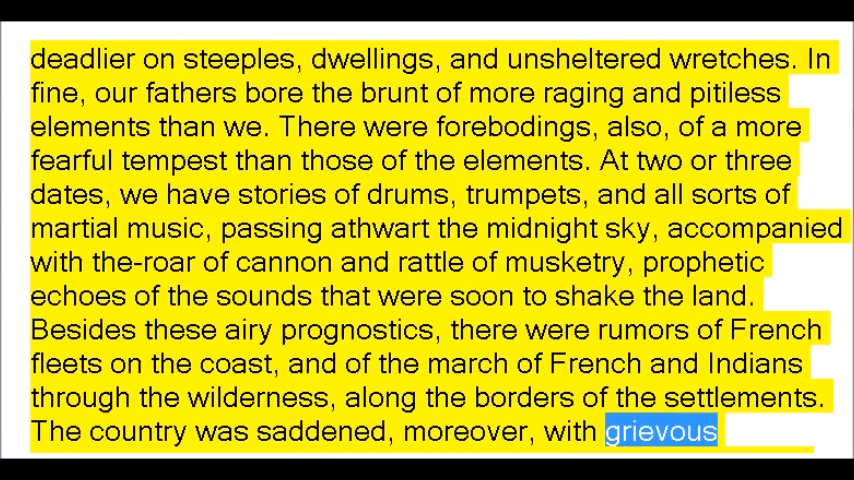 deadlier on steeples, dwellings, and unsheltered wretches. In
fine, our fathers bore the brunt of more raging and pitiless
elements than we. There were forebodings, also, of a more
fearful tempest than those of the elements. At two or three
dates, we have stories of drums, trumpets, and all sorts of
martial music, passing athwart the midnight sky, accompanied
with the-roar of cannon and rattle of musketry, prophetic
echoes of the sounds that were soon to shake the land.
Besides these airy prognostics, there were rumors of French
fleets on the coast, and of the march of French and Indians
through the wilderness, along the borders of the settlements.
The country was saddened, moreover, with grievous